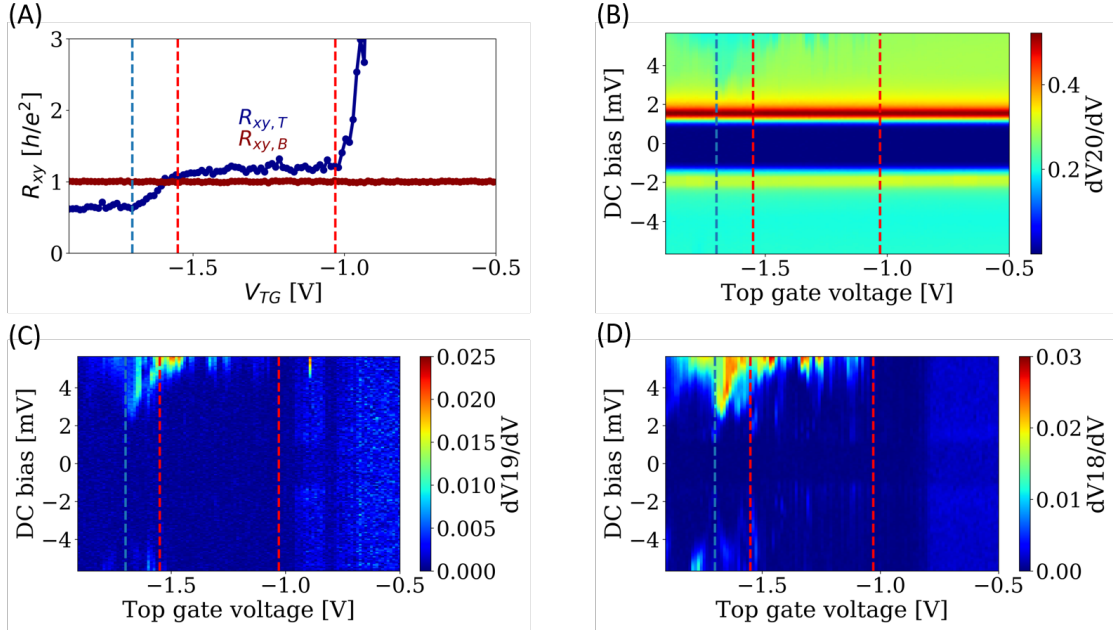 (A)
3
2
1
0
R_xy [h/e²]
R_xy,T
R_xy,B
−1.5
−1.0
−0.5
V_TG [V]
(B)
4
2
0
−2
−4
DC bias [mV]
−1.5
−1.0
−0.5
Top gate voltage [V]
0.4
0.2
dV20/dV
(C)
4
2
0
−2
−4
DC bias [mV]
−1.5
−1.0
−0.5
Top gate voltage [V]
0.025
0.020
0.015
0.010
0.005
0.000
dV19/dV
(D)
4
2
0
−2
−4
DC bias [mV]
−1.5
−1.0
−0.5
Top gate voltage [V]
0.03
0.02
0.01
0.00
dV18/dV